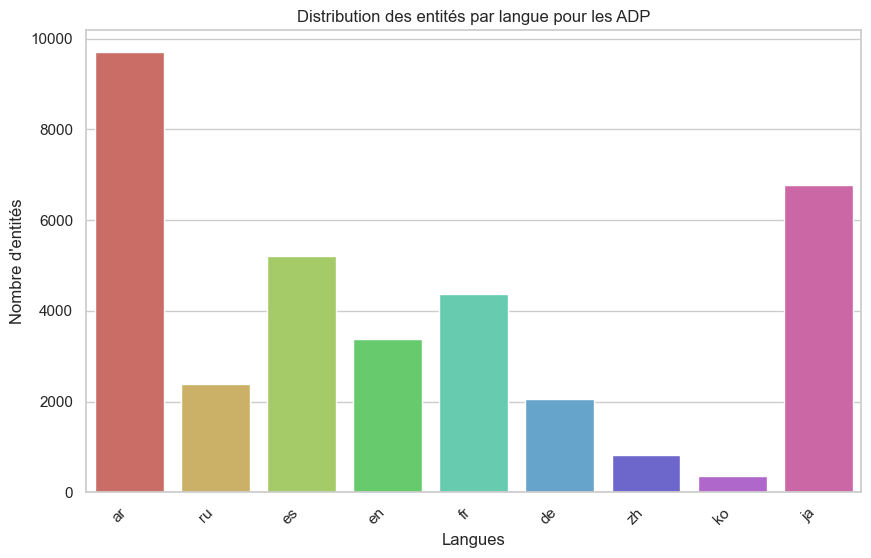 Distribution des entités par langue pour les ADP
Nombre d'entités
10000
8000
6000
4000
2000
0
ar
ru
es
en
fr
de
zh
ko
ja
Langues